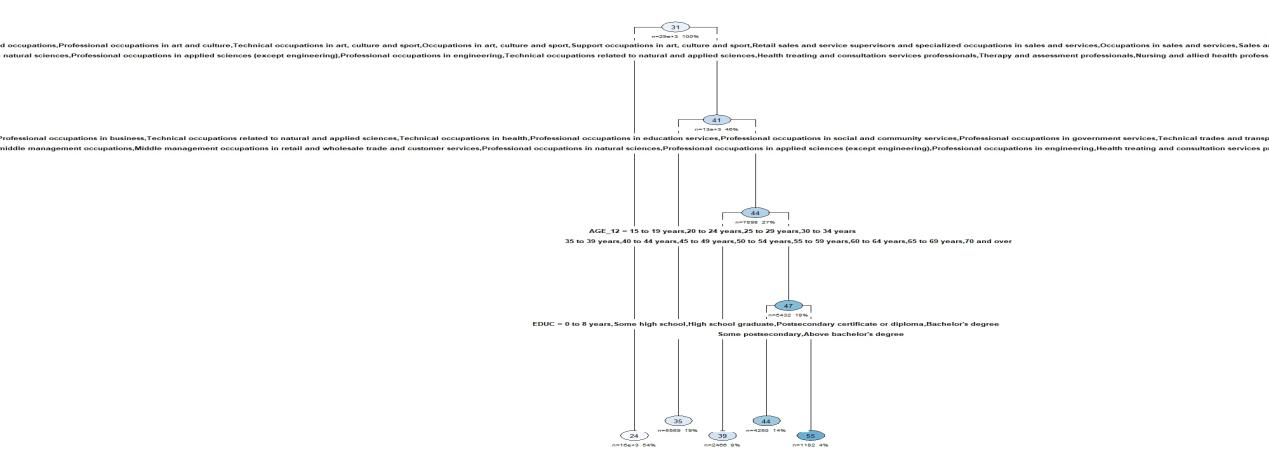 31
n=29e+3 100%
d occupations,Professional occupations in art and culture,Technical occupations in art, culture and sport,Occupations in art, culture and sport,Support occupations in art, culture and sport,Retail sales and service supervisors and specialized occupations in sales and services,Occupations in sales and services,Sales a
natural sciences,Professional occupations in applied sciences (except engineering),Professional occupations in engineering,Technical occupations related to natural and applied sciences,Health treating and consultation services professionals,Therapy and assessment professionals,Nursing and allied health profess
41
n=13e+3 46%
Professional occupations in business,Technical occupations related to natural and applied sciences,Technical occupations in health,Professional occupations in education services,Professional occupations in social and community services,Professional occupations in government services,Technical trades and transp
middle management occupations,Middle management occupations in retail and wholesale trade and customer services,Professional occupations in natural sciences,Professional occupations in applied sciences (except engineering),Professional occupations in engineering,Health treating and consultation services p
44
n=7898 27%
AGE_12 = 15 to 19 years,20 to 24 years,25 to 29 years,30 to 34 years
35 to 39 years,40 to 44 years,45 to 49 years,50 to 54 years,55 to 59 years,60 to 64 years,65 to 69 years,70 and over
47
n=5432 19%
EDUC = 0 to 8 years,Some high school,High school graduate,Postsecondary certificate or diploma,Bachelor's degree
Some postsecondary,Above bachelor's degree
35
44
19%
14%
24
39
55
n=16e+3 54%
n=2466 8%
4%